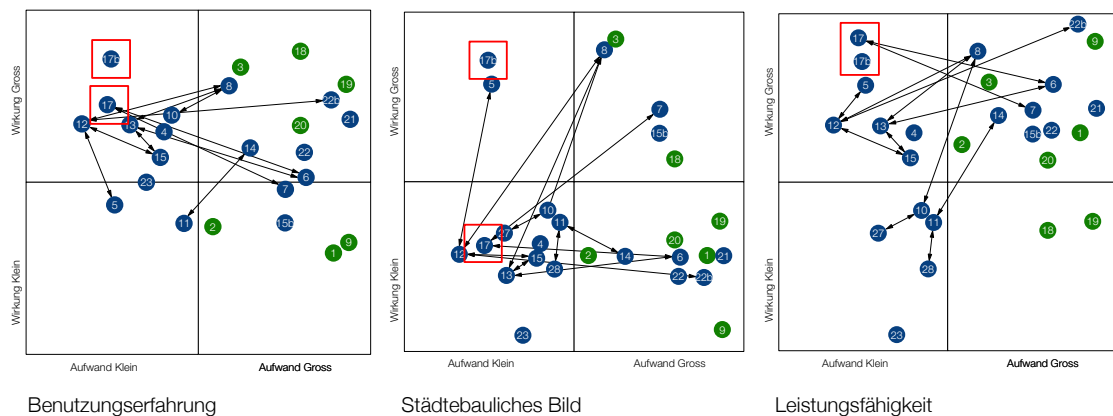 Wirkung Gross
Wirkung Klein
17b
18
3
19
8
22b
17
10
21
12
13
4
20
15
14
22
23
6
7
5
11
2
15b
9
1
Aufwand Klein
Aufwand Gross
Benutzungserfahrung
Wirkung Gross
Wirkung Klein
3
8
17b
5
7
15b
18
10
11
19
27
20
17
4
12
15
2
14
6
1
21
13
28
22
22b
23
9
Aufwand Klein
Aufwand Gross
Städtebauliches Bild
Wirkung Gross
Wirkung Klein
22b
17
9
8
17b
3
5
6
7
21
14
12
13
4
15b
22
1
2
15
20
10
11
19
27
18
28
23
Aufwand Klein
Aufwand Gross
Leistungsfähigkeit